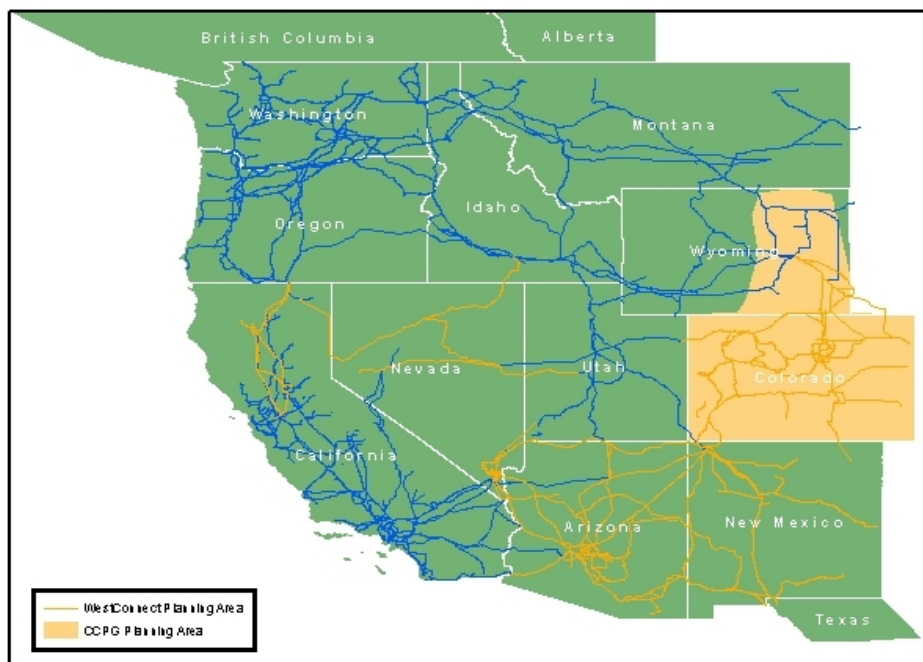 British Columbia
Alberta
Washington
Montana
Oregon
Idaho
Wyoming
Nevada
Utah
Colorado
California
Arizona
New Mexico
Texas
WestConnect Planning Area
CCPG Planning Area